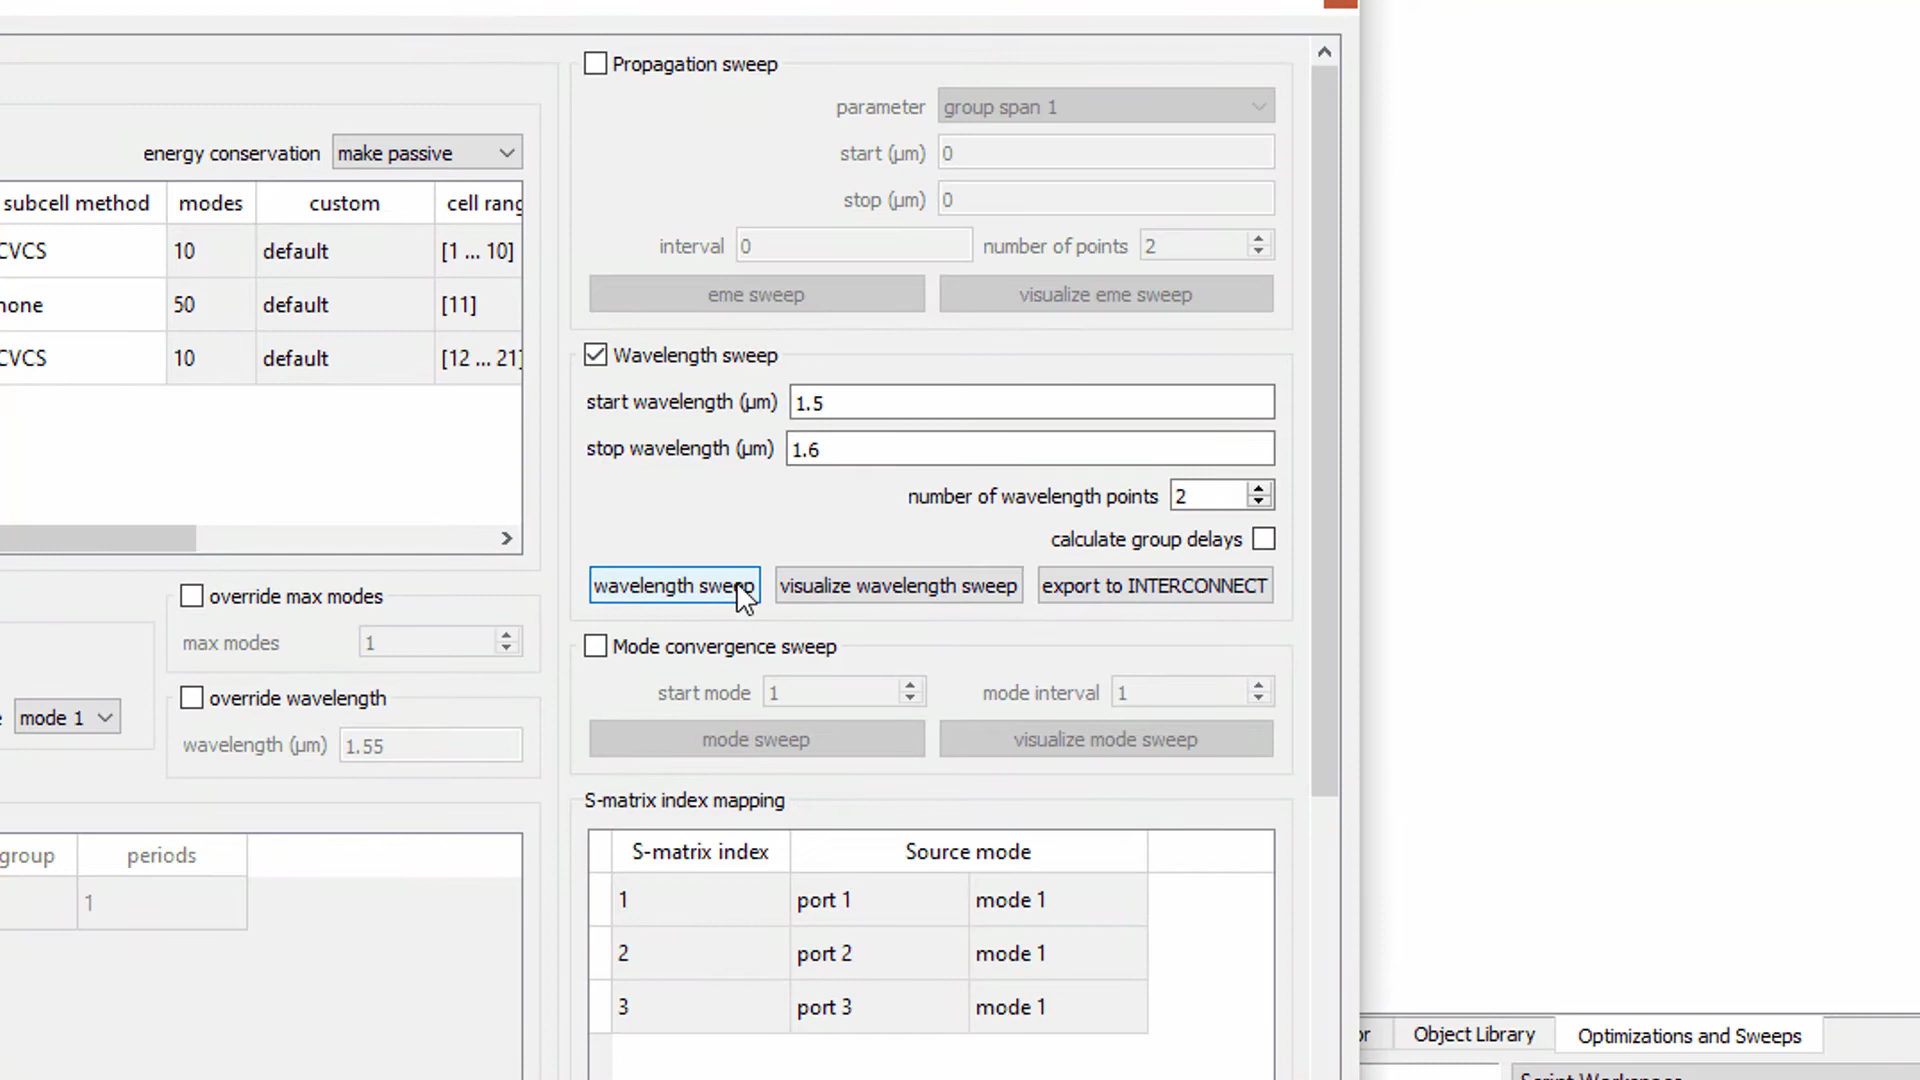 Propagation sweep
parameter group span 1
energy conservation make passive
start (µm) 0
stop (µm) 0
subcell method modes custom
cell
CVCS 10 default [1 ... 10]
interval 0 number of points 2
none 50 default [11]
eme sweep visualize eme sweep
CVCS 10 default [12 ... 21]
Wavelength sweep
start wavelength (µm) 1.5
stop wavelength (µm) 1.6
number of wavelength points 2
calculate group delays
wavelength sweep visualize wavelength sweep export to INTERCONNECT
override max modes
max modes 1
Mode convergence sweep
start mode 1 mode interval 1
override wavelength
mode 1
wavelength (µm) 1.55
mode sweep visualize mode sweep
S-matrix index mapping
group periods
1
S-matrix index Source mode
1 port 1 mode 1
2 port 2 mode 1
3 port 3 mode 1
Object Library Optimizations and Sweeps
Script Workspace